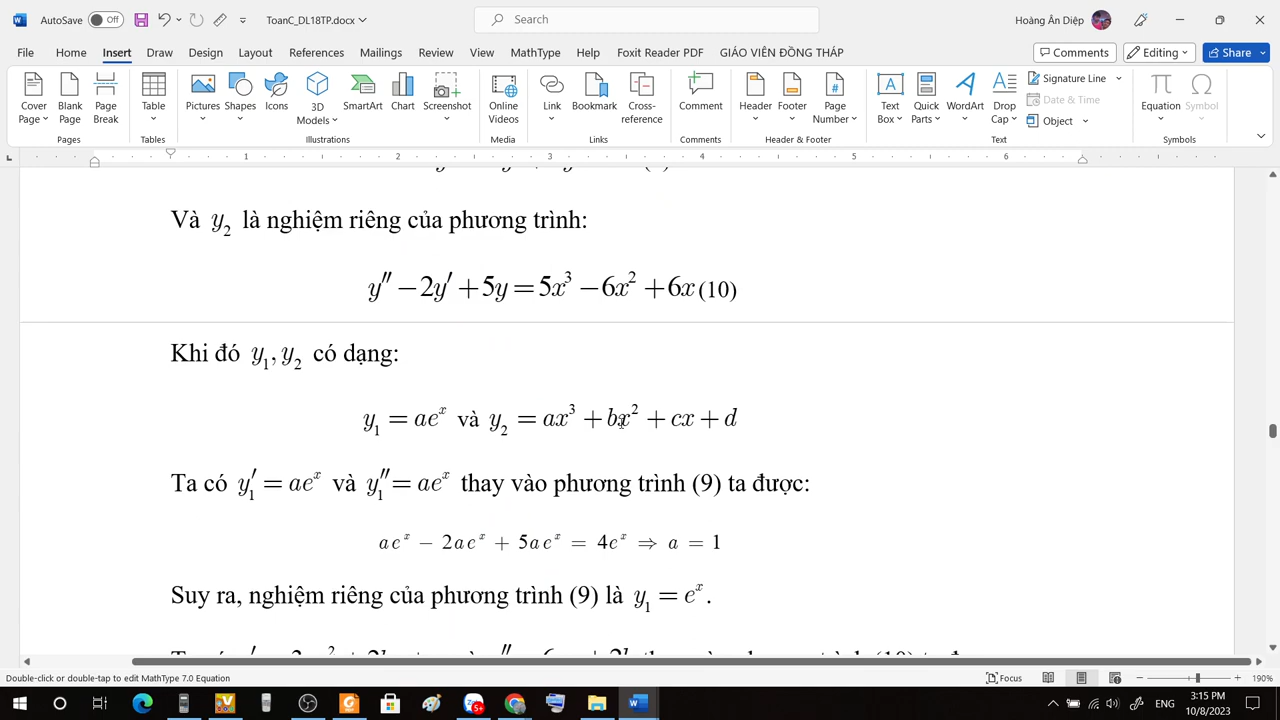 AutoSave Off ToanC_DL18TP.docx Search Hoàng Ân Diệp
File Home Insert Draw Design Layout References Mailings Review View MathType Help Foxit Reader PDF GIÁO VIÊN ĐỒNG THÁP Comments Editing Share
Cover Page Blank Page Page Break Table Pictures Shapes Icons 3D Models SmartArt Chart Screenshot Online Videos Link Bookmark Cross-reference Comment Header Footer Page Number Text Box Quick Parts WordArt Drop Cap Signature Line Date & Time Object Equation Symbol
Pages Tables Illustrations Media Links Comments Header & Footer Text Symbols
1 2 3 4 5 6
Và y₂ là nghiệm riêng của phương trình:
y″ − 2y′ + 5y = 5x³ − 6x² + 6x (10)
Khi đó y₁, y₂ có dạng:
y₁ = aeˣ và y₂ = ax³ + bx² + cx + d
Ta có y₁′ = aeˣ và y₁″ = aeˣ thay vào phương trình (9) ta được:
aeˣ − 2aeˣ + 5aeˣ = 4eˣ ⇒ a = 1
Suy ra, nghiệm riêng của phương trình (9) là y₁ = eˣ.
Double-click or double-tap to edit MathType 7.0 Equation Focus 190%
5+ ENG 3:15 PM
10/8/2023